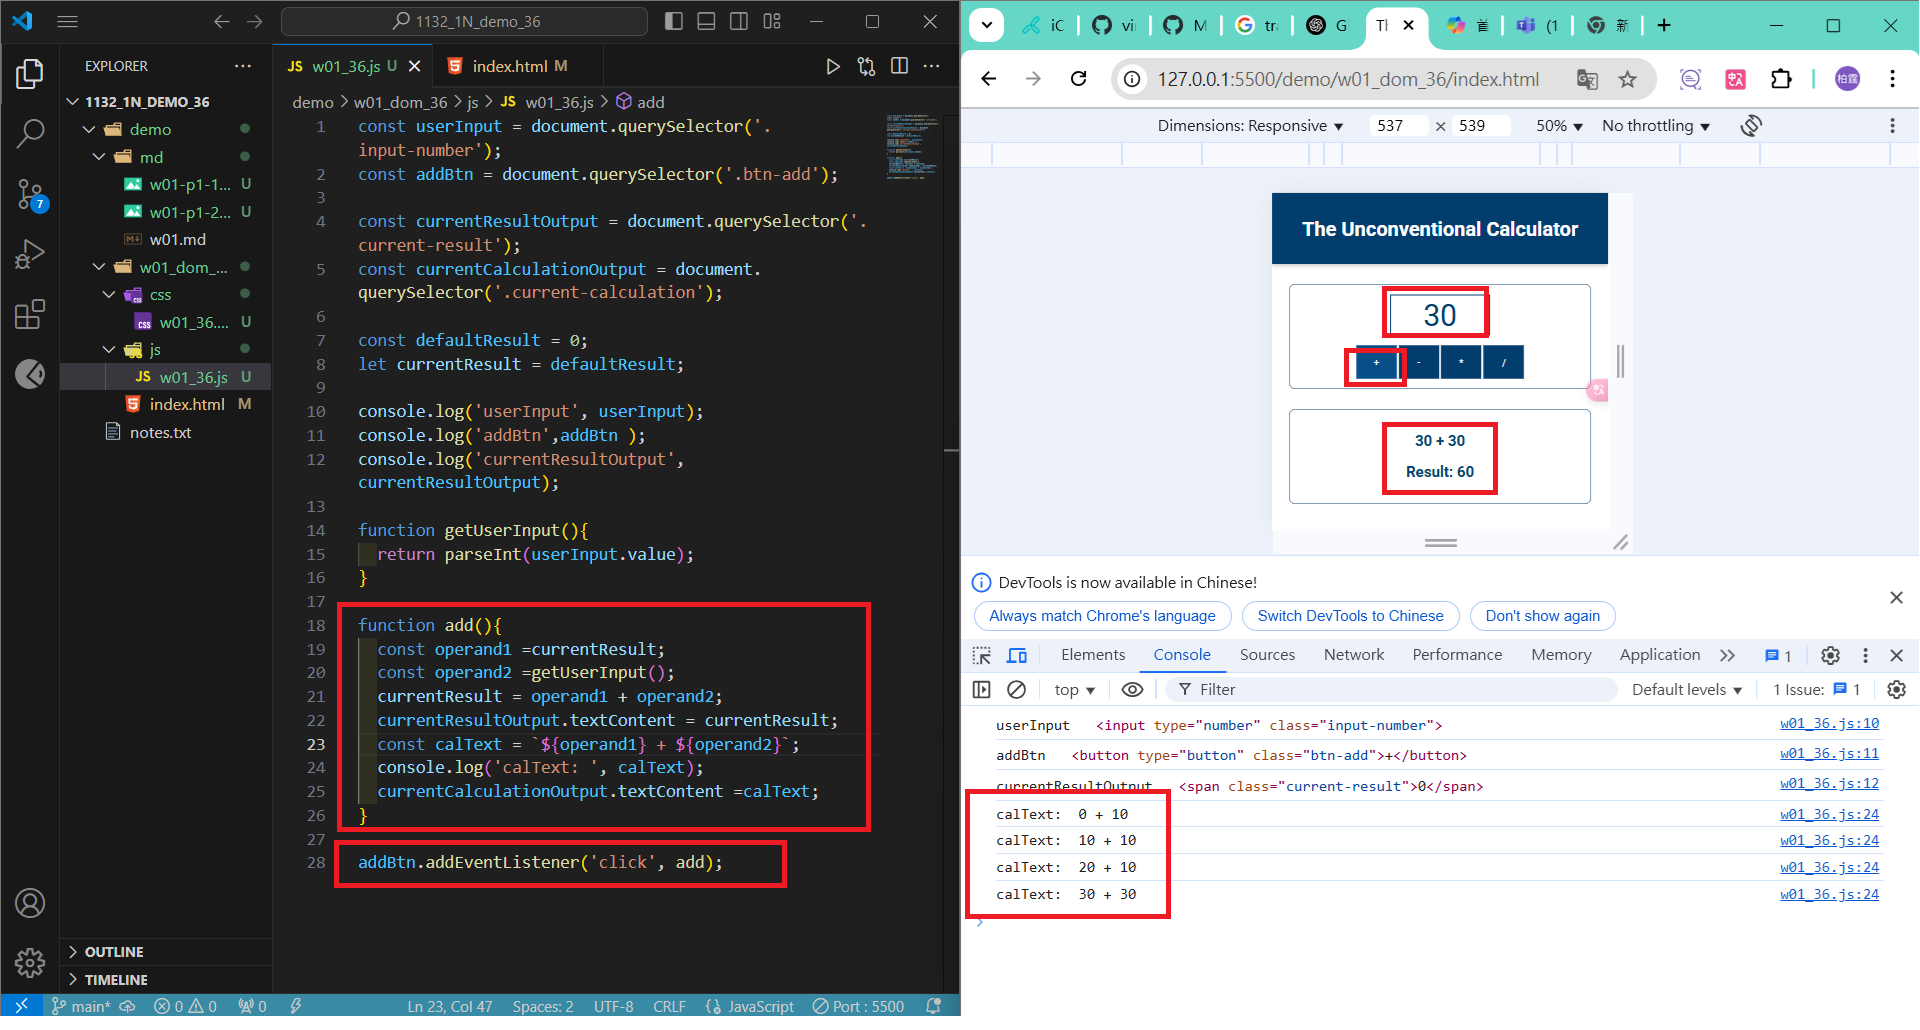 1132_1N_demo_36
EXPLORER
1132_1N_DEMO_36
demo
md
w01-p1-1... U
w01-p1-2... U
w01.md
w01_dom_...
css
w01_36.... U
js
JS w01_36.js U
index.html M
notes.txt
OUTLINE
TIMELINE
JS w01_36.js U
index.html M
demo > w01_dom_36 > js > JS w01_36.js > add
1 const userInput = document.querySelector('.
input-number');
2 const addBtn = document.querySelector('.btn-add');
3
4 const currentResultOutput = document.querySelector('.
current-result');
5 const currentCalculationOutput = document.
querySelector('.current-calculation');
6
7 const defaultResult = 0;
8 let currentResult = defaultResult;
9
10 console.log('userInput', userInput);
11 console.log('addBtn',addBtn );
12 console.log('currentResultOutput',
currentResultOutput);
13
14 function getUserInput(){
15 return parseInt(userInput.value);
16 }
17
18 function add(){
19 const operand1 =currentResult;
20 const operand2 =getUserInput();
21 currentResult = operand1 + operand2;
22 currentResultOutput.textContent = currentResult;
23 const calText = `${operand1} + ${operand2}`;
24 console.log('calText: ', calText);
25 currentCalculationOutput.textContent =calText;
26 }
27
28 addBtn.addEventListener('click', add);
7
main* 0 0 0 Ln 23, Col 47 Spaces: 2 UTF-8 CRLF JavaScript Port : 5500
iC vi M G tr G Th (1 新
127.0.0.1:5500/demo/w01_dom_36/index.html
柏霆
Dimensions: Responsive 537 × 539 50% No throttling
The Unconventional Calculator
30
+ - * /
30 + 30
Result: 60
DevTools is now available in Chinese!
Always match Chrome's language Switch DevTools to Chinese Don't show again
Elements Console Sources Network Performance Memory Application 1
top Filter Default levels 1 Issue: 1
userInput <input type="number" class="input-number"> w01_36.js:10
addBtn <button type="button" class="btn-add">+</button> w01_36.js:11
currentResultOutput <span class="current-result">0</span> w01_36.js:12
calText: 0 + 10 w01_36.js:24
calText: 10 + 10 w01_36.js:24
calText: 20 + 10 w01_36.js:24
calText: 30 + 30 w01_36.js:24